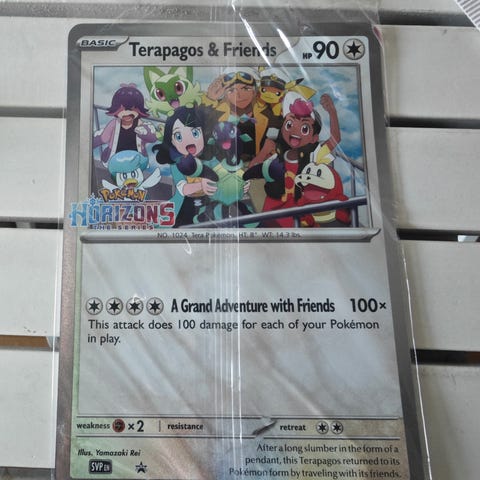 BASIC
Terapagos & Friends HP 90
POKéMON
HORIZONS
THE SERIES
NO. 1024 Tera Pokémon HT: 8" WT: 14.3 lbs.
A Grand Adventure with Friends 100×
This attack does 100 damage for each of your Pokémon
in play.
weakness ×2 resistance retreat
Illus. Yamazaki Rei
SVP EN
After a long slumber in the form of a
pendant, this Terapagos returned to its
Pokémon form by traveling with its friends.